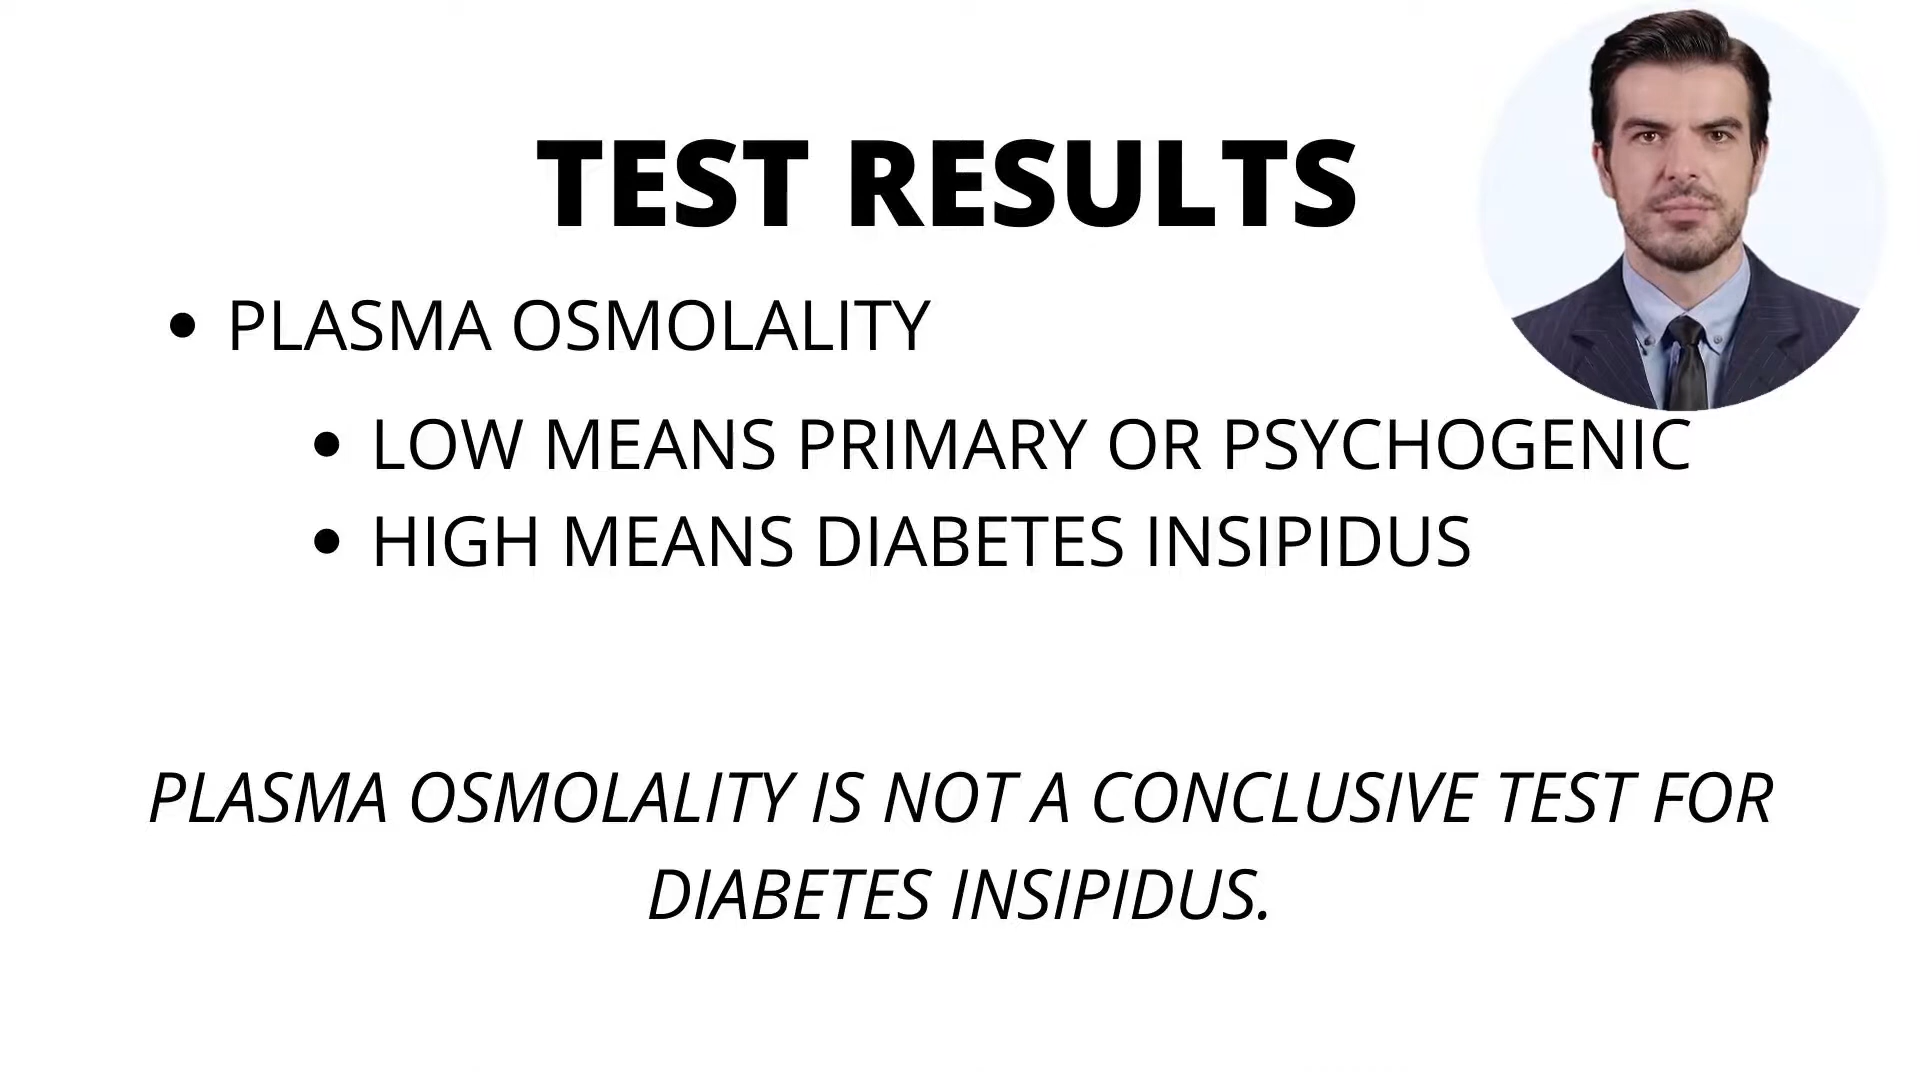 TEST RESULTS
• PLASMA OSMOLALITY
• LOW MEANS PRIMARY OR PSYCHOGENIC
• HIGH MEANS DIABETES INSIPIDUS
PLASMA OSMOLALITY IS NOT A CONCLUSIVE TEST FOR
DIABETES INSIPIDUS.